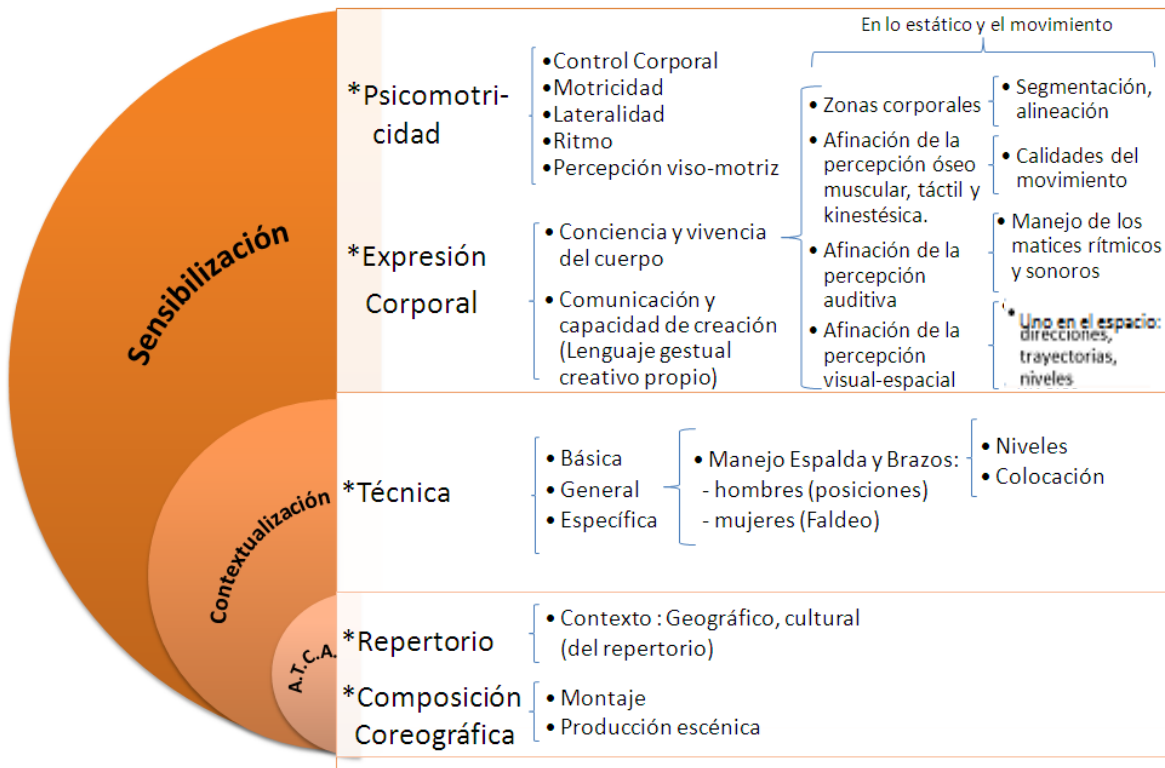 En lo estático y el movimiento
Sensibilización
*Psicomotri-
cidad
•Control Corporal
•Motricidad
•Lateralidad
•Ritmo
•Percepción viso-motriz
*Expresión
Corporal
• Conciencia y vivencia
del cuerpo
• Comunicación y
capacidad de creación
(Lenguaje gestual
creativo propio)
• Zonas corporales
• Segmentación,
alineación
• Afinación de la
percepción óseo
muscular, táctil y
kinestésica.
• Calidades del
movimiento
• Afinación de la
percepción
auditiva
• Manejo de los
matices rítmicos
y sonoros
• Afinación de la
percepción
visual-espacial
• Uno en el espacio:
direcciones,
trayectorias,
niveles
Contextualización
*Técnica
• Básica
• General
• Específica
• Manejo Espalda y Brazos:
- hombres (posiciones)
- mujeres (Faldeo)
• Niveles
• Colocación
A.T.C.A.
*Repertorio
• Contexto : Geográfico, cultural
(del repertorio)
*Composición
Coreográfica
• Montaje
• Producción escénica